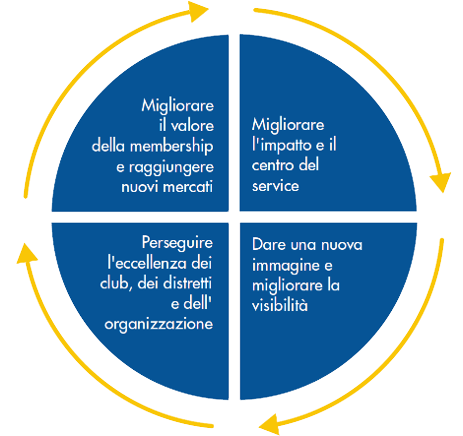 Migliorare
il valore
della membership
e raggiungere
nuovi mercati
Migliorare
l'impatto e il
centro del
service
Perseguire
l'eccellenza dei
club, dei distretti
e dell'
organizzazione
Dare una nuova
immagine e
migliorare la
visibilità